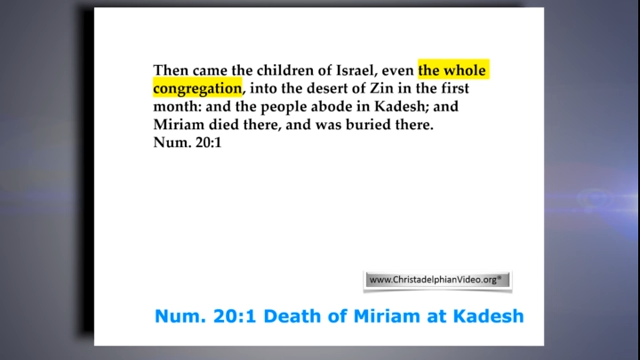 Then came the children of Israel, even the whole
congregation, into the desert of Zin in the first
month: and the people abode in Kadesh; and
Miriam died there, and was buried there.
Num. 20:1
www.ChristadelphianVideo.org®
Num. 20:1 Death of Miriam at Kadesh